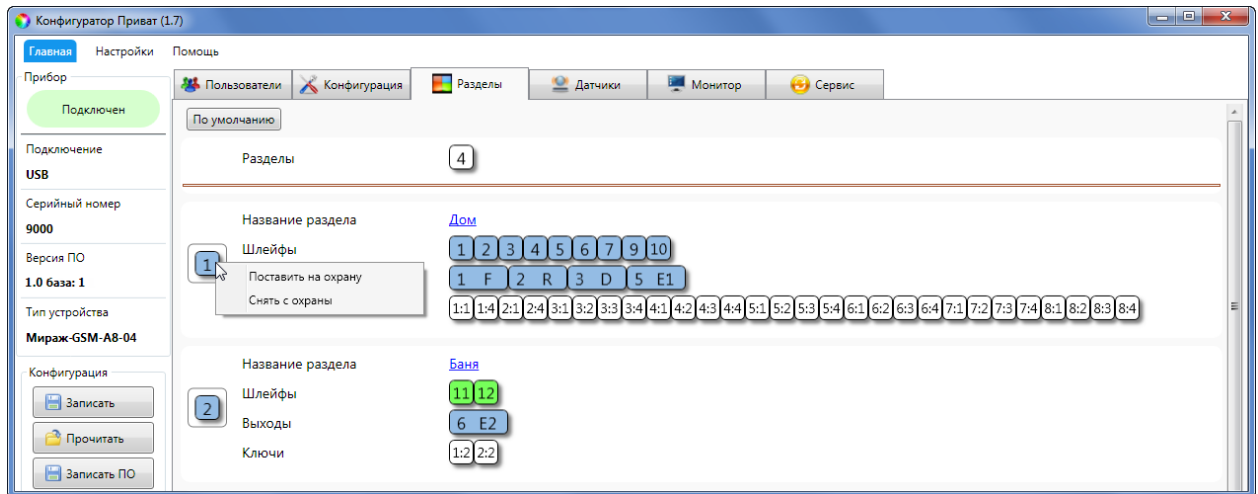 Конфигуратор Приват (1.7)
Главная Настройки Помощь
Прибор
Подключен
Подключение
USB
Серийный номер
9000
Версия ПО
1.0 база: 1
Тип устройства
Мираж-GSM-A8-04
Конфигурация
Записать
Прочитать
Записать ПО
Пользователи Конфигурация Разделы Датчики Монитор Сервис
По умолчанию
Разделы 4
Название раздела Дом
1 Шлейфы 1 2 3 4 5 6 7 9 10
Поставить на охрану
Снять с охраны
1 F 2 R 3 D 5 E1
1:1 1:4 2:1 2:4 3:1 3:2 3:3 3:4 4:1 4:2 4:3 4:4 5:1 5:2 5:3 5:4 6:1 6:2 6:3 6:4 7:1 7:2 7:3 7:4 8:1 8:2 8:3 8:4
Название раздела Баня
2 Шлейфы 11 12
Выходы 6 E2
Ключи 1:2 2:2